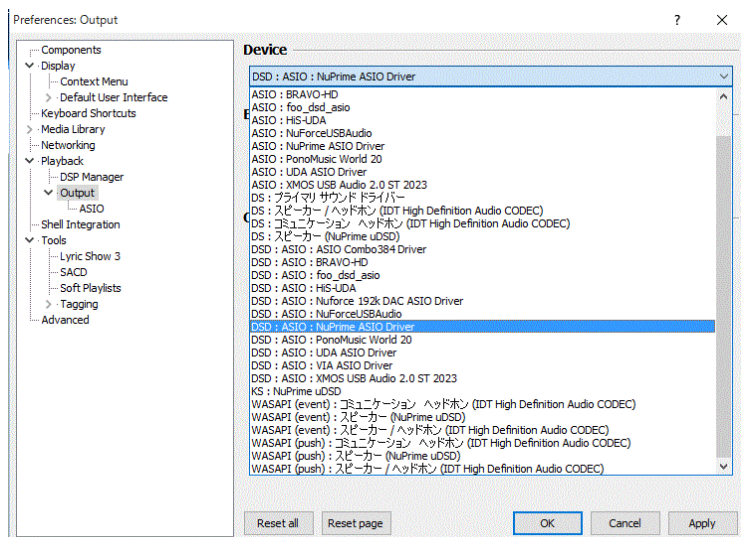 Preferences: Output
? ×
Components
Display
Context Menu
Default User Interface
Keyboard Shortcuts
Media Library
Networking
Playback
DSP Manager
Output
ASIO
Shell Integration
Tools
Lyric Show 3
SACD
Soft Playlists
Tagging
Advanced
Device
DSD : ASIO : NuPrime ASIO Driver
ASIO : BRAVO-HD
ASIO : foo_dsd_asio
ASIO : HiS-UDA
ASIO : NuForceUSBAudio
ASIO : NuPrime ASIO Driver
ASIO : PonoMusic World 20
ASIO : UDA ASIO Driver
ASIO : XMOS USB Audio 2.0 ST 2023
DS : プライマリ サウンド ドライバー
DS : スピーカー / ヘッドホン (IDT High Definition Audio CODEC)
DS : コミュニケーション ヘッドホン (IDT High Definition Audio CODEC)
DS : スピーカー (NuPrime uDSD)
DSD : ASIO : ASIO Combo384 Driver
DSD : ASIO : BRAVO-HD
DSD : ASIO : foo_dsd_asio
DSD : ASIO : HiS-UDA
DSD : ASIO : Nuforce 192k DAC ASIO Driver
DSD : ASIO : NuForceUSBAudio
DSD : ASIO : NuPrime ASIO Driver
DSD : ASIO : PonoMusic World 20
DSD : ASIO : UDA ASIO Driver
DSD : ASIO : VIA ASIO Driver
DSD : ASIO : XMOS USB Audio 2.0 ST 2023
KS : NuPrime uDSD
WASAPI (event) : コミュニケーション ヘッドホン (IDT High Definition Audio CODEC)
WASAPI (event) : スピーカー (NuPrime uDSD)
WASAPI (event) : スピーカー / ヘッドホン (IDT High Definition Audio CODEC)
WASAPI (push) : コミュニケーション ヘッドホン (IDT High Definition Audio CODEC)
WASAPI (push) : スピーカー (NuPrime uDSD)
WASAPI (push) : スピーカー / ヘッドホン (IDT High Definition Audio CODEC)
Reset all
Reset page
OK
Cancel
Apply